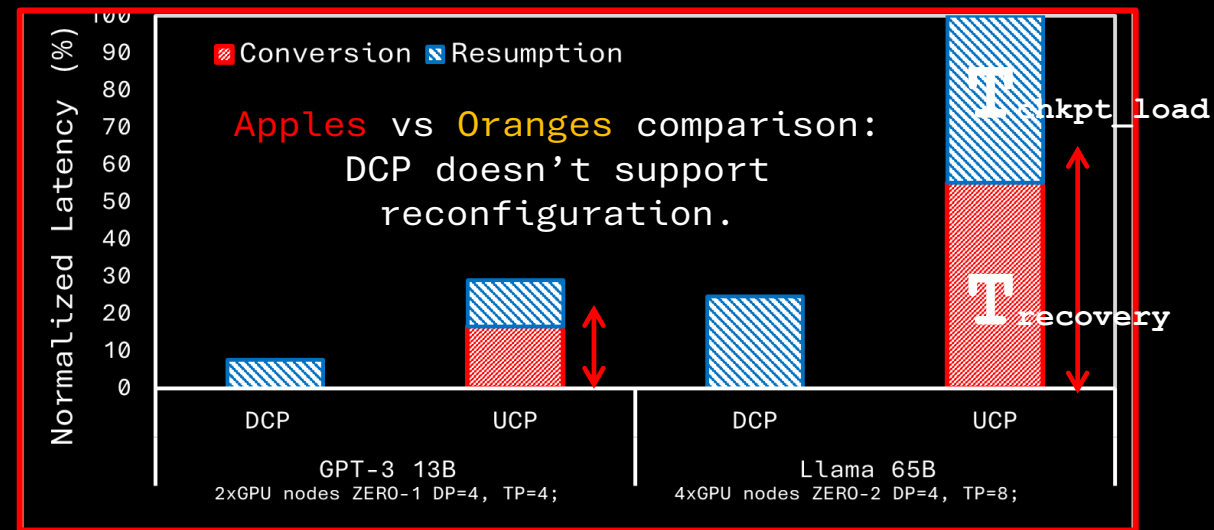 Normalized Latency (%)
100
90
80
70
60
50
40
30
20
10
0
Conversion Resumption
Apples vs Oranges comparison:
DCP doesn’t support
reconfiguration.
Tchkpt_load
Trecovery
DCP UCP DCP UCP
GPT-3 13B Llama 65B
2xGPU nodes ZERO-1 DP=4, TP=4; 4xGPU nodes ZERO-2 DP=4, TP=8;